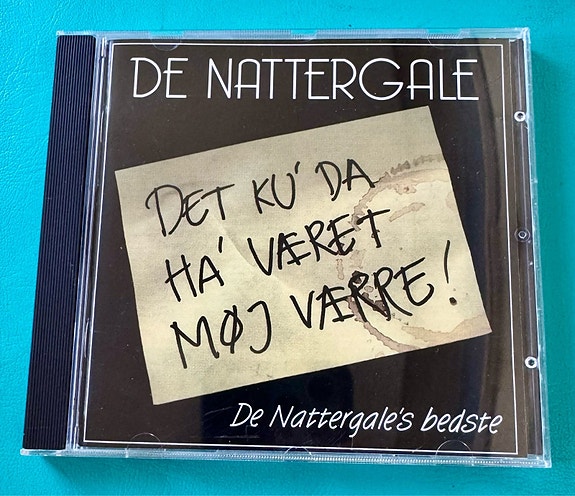 DE NATTERGALE
DET KU' DA
HA' VÆRET
MØJ VÆRRE!
De Nattergale's bedste